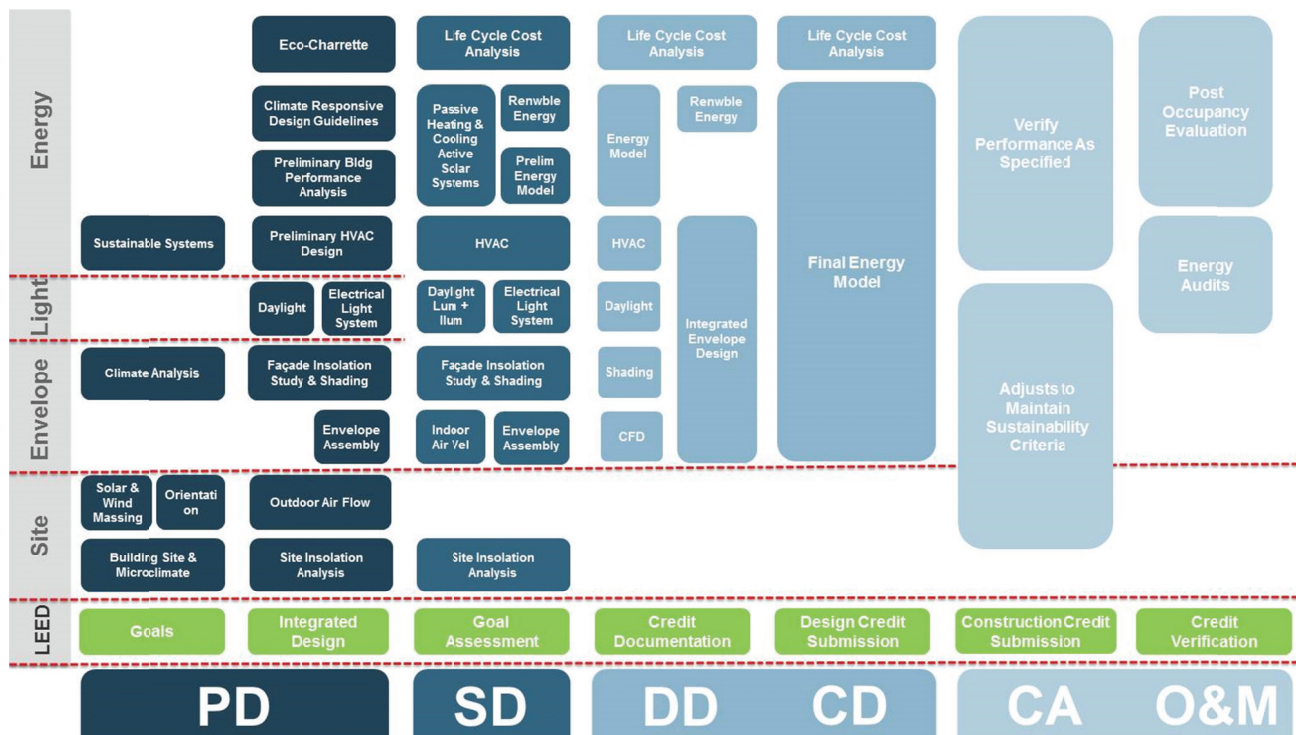 Energy
Eco-Charrette
Life Cycle Cost
Analysis
Life Cycle Cost
Analysis
Life Cycle Cost
Analysis
Climate Responsive
Design Guidelines
Passive
Heating &
Cooling
Active
Solar
Systems
Renwble
Energy
Energy
Model
Renwble
Energy
Verify
Performance As
Specified
Post
Occupancy
Evaluation
Preliminary Bldg
Performance
Analysis
Prelim
Energy
Model
Sustainable Systems
Preliminary HVAC
Design
HVAC
HVAC
Integrated
Envelope
Design
Final Energy
Model
Energy
Audits
Light
Daylight
Electrical
Light
System
Daylight
Lum +
Ilum
Electrical
Light
System
Daylight
Envelope
Climate Analysis
Façade Insolation
Study & Shading
Façade Insolation
Study & Shading
Shading
Adjusts to
Maintain
Sustainability
Criteria
Envelope
Assembly
Indoor
Air Vel
Envelope
Assembly
CFD
Site
Solar &
Wind
Massing
Orientati
on
Outdoor Air Flow
Building Site &
Microclimate
Site Insolation
Analysis
Site Insolation
Analysis
LEED
Goals
Integrated
Design
Goal
Assessment
Credit
Documentation
Design Credit
Submission
Construction Credit
Submission
Credit
Verification
PD
SD
DD
CD
CA
O&M